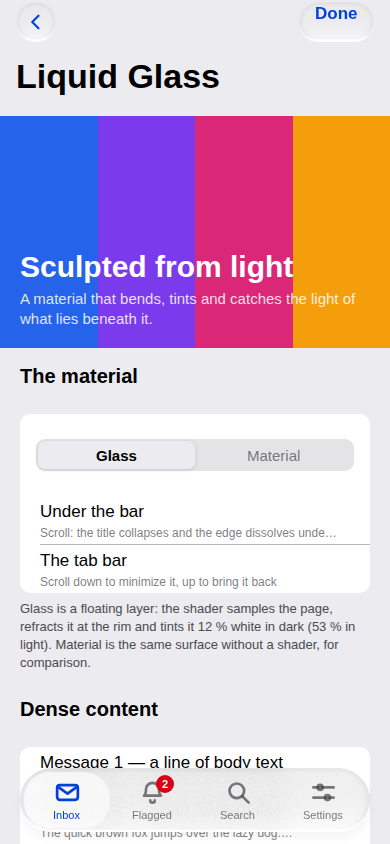 Done
Liquid Glass
Sculpted from light
A material that bends, tints and catches the light of
what lies beneath it.
The material
Glass
Material
Under the bar
Scroll: the title collapses and the edge dissolves unde…
The tab bar
Scroll down to minimize it, up to bring it back
Glass is a floating layer: the shader samples the page,
refracts it at the rim and tints it 12 % white in dark (53 % in
light). Material is the same surface without a shader, for
comparison.
Dense content
Message 1 — a line of body text
2
Inbox
Flagged
Search
Settings
The quick brown fox jumps over the lazy dog.…